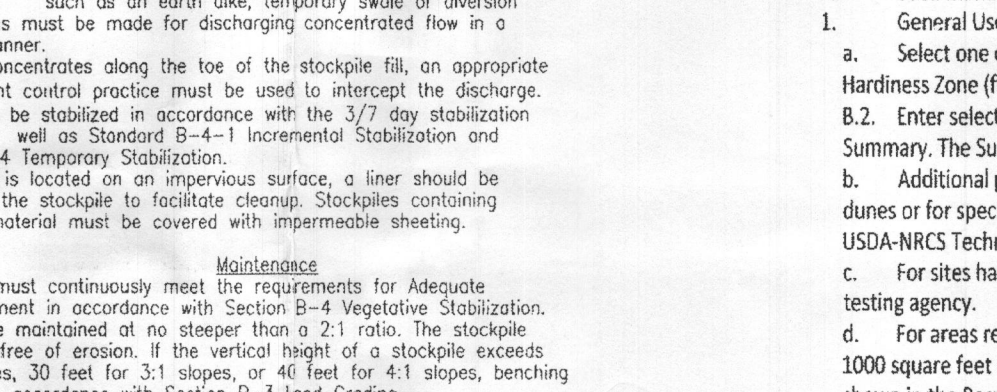 such as an earth dike, temporary swale or diversion
s must be made for discharging concentrated flow in a
anner.
oncentrates along the toe of the stockpile fill, an appropriate
nt control practice must be used to intercept the discharge.
be stabilized in accordance with the 3/7 day stabilization
well as Standard B-4-1 Incremental Stabilization and
4 Temporary Stabilization.
is located on an impervious surface, a liner should be
the stockpile to facilitate cleanup. Stockpiles containing
material must be covered with impermeable sheeting.
Maintenance
must continuously meet the requirements for Adequate
ment in accordance with Section B-4 Vegetative Stabilization.
e maintained at no steeper than a 2:1 ratio. The stockpile
free of erosion. If the vertical height of a stockpile exceeds
es, 30 feet for 3:1 slopes, or 40 feet for 4:1 slopes, benching
accordance with Section B-3 Land Grading.
1. General Use
a. Select one
Hardiness Zone (f
B.2. Enter select
Summary. The Su
b. Additional p
dunes or for spec
USDA-NRCS Techn
c. For sites ha
testing agency.
d. For areas re
1000 square feet
shown in the